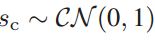 s_c ∼ 𝒞𝒩(0, 1)